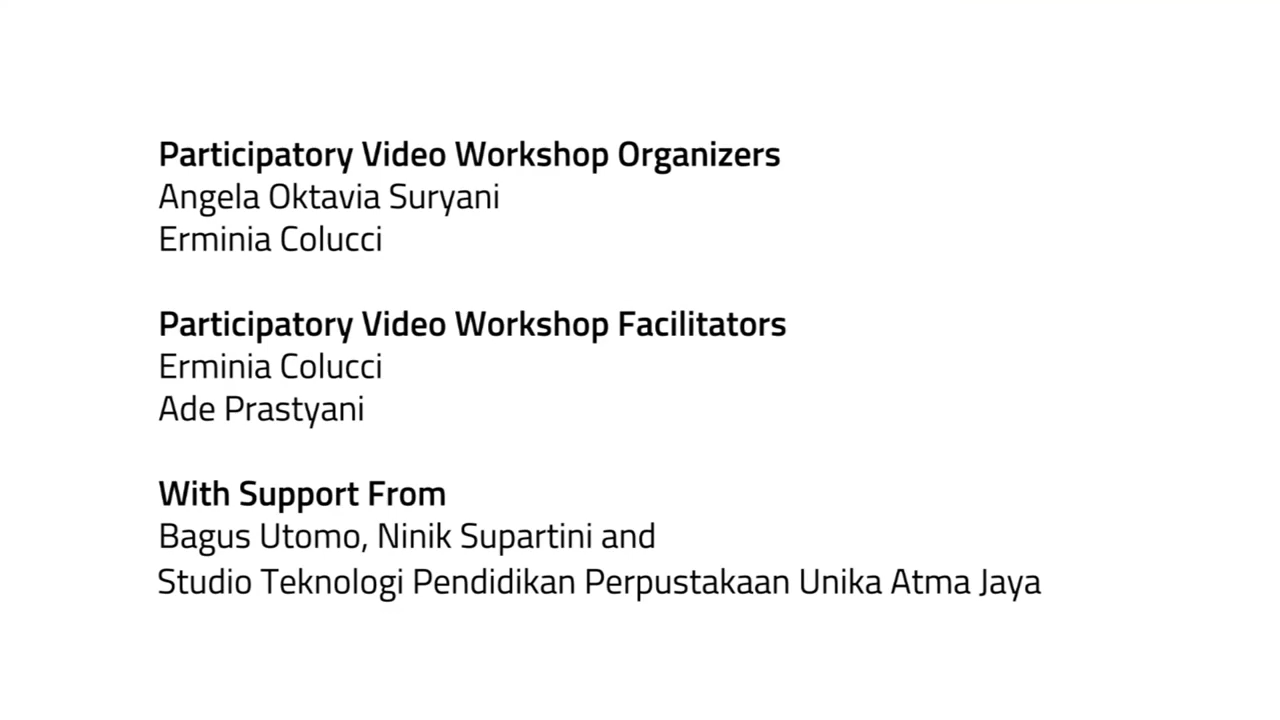 Participatory Video Workshop Organizers
Angela Oktavia Suryani
Erminia Colucci
Participatory Video Workshop Facilitators
Erminia Colucci
Ade Prastyani
With Support From
Bagus Utomo, Ninik Supartini and
Studio Teknologi Pendidikan Perpustakaan Unika Atma Jaya